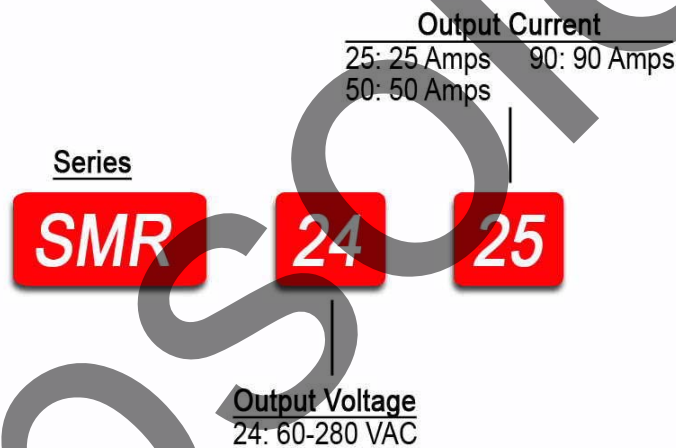 Output Current
25: 25 Amps 90: 90 Amps
50: 50 Amps
Series
SMR 24 25
Output Voltage
24: 60-280 VAC